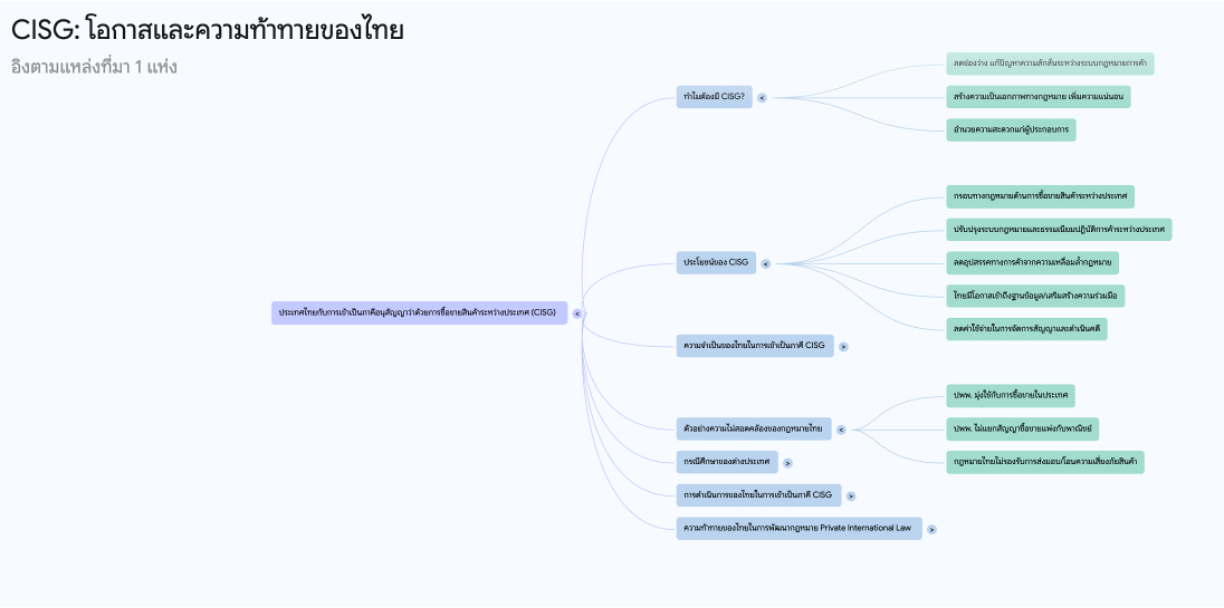 CISG: โอกาสและความท้าทายของไทย
อิงตามแหล่งที่มา 1 แห่ง
ประเทศไทยกับการเข้าเป็นภาคีอนุสัญญาว่าด้วยการซื้อขายสินค้าระหว่างประเทศ (CISG)
ทำไมต้องมี CISG?
ลดช่องว่าง แก้ปัญหาความลักลั่นระหว่างระบบกฎหมายการค้า
สร้างความเป็นเอกภาพทางกฎหมาย เพิ่มความแน่นอน
อำนวยความสะดวกแก่ผู้ประกอบการ
ประโยชน์ของ CISG
กรอบทางกฎหมายด้านการซื้อขายสินค้าระหว่างประเทศ
ปรับปรุงระบบกฎหมายและธรรมเนียมปฏิบัติการค้าระหว่างประเทศ
ลดอุปสรรคทางการค้าจากความเหลื่อมล้ำกฎหมาย
ไทยมีโอกาสเข้าถึงฐานข้อมูล/เสริมสร้างความร่วมมือ
ลดค่าใช้จ่ายในการจัดการสัญญาและดำเนินคดี
ความจำเป็นของไทยในการเข้าเป็นภาคี CISG
ตัวอย่างความไม่สอดคล้องของกฎหมายไทย
ปพพ. มุ่งใช้กับการซื้อขายในประเทศ
ปพพ. ไม่แยกสัญญาซื้อขายแพ่งกับพาณิชย์
กฎหมายไทยไม่รองรับการส่งมอบ/โอนความเสี่ยงภัยสินค้า
กรณีศึกษาของต่างประเทศ
การดำเนินการของไทยในการเข้าเป็นภาคี CISG
ความท้าทายของไทยในการพัฒนากฎหมาย Private International Law